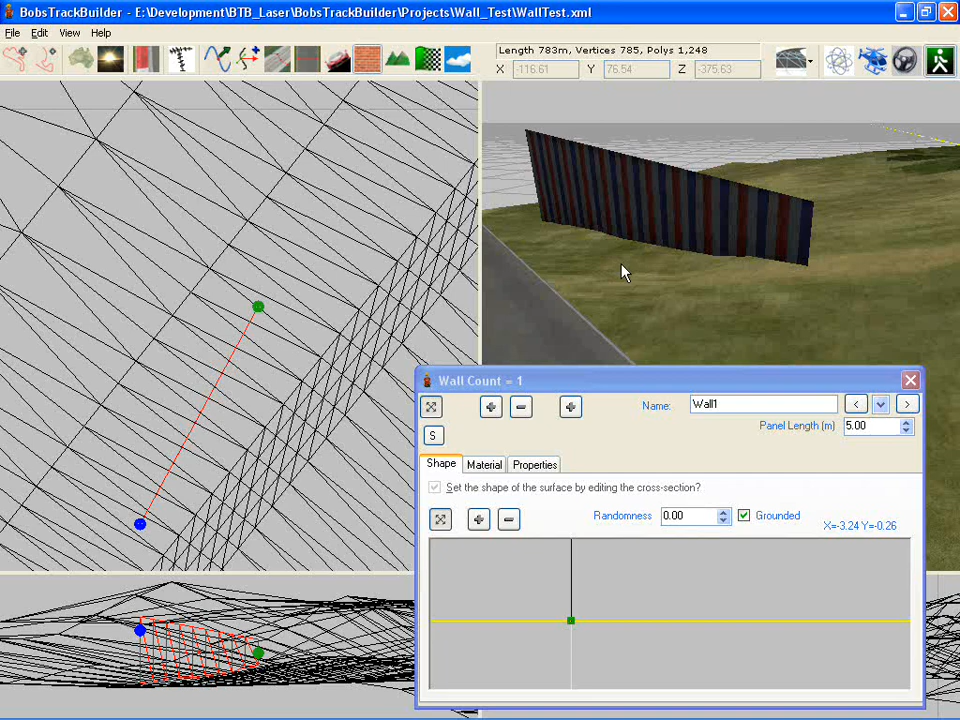 BobsTrackBuilder - E:\Development\BTB_Laser\BobsTrackBuilder\Projects\Wall_Test\WallTest.xml
File Edit View Help
Length 783m, Vertices 785, Polys 1,248
X -116.61 Y 76.54 Z -375.63
Wall Count = 1
Name: Wall1
S
Panel Length (m) 5.00
Shape Material Properties
Set the shape of the surface by editing the cross-section?
Randomness 0.00 Grounded
X=-3.24 Y=-0.26